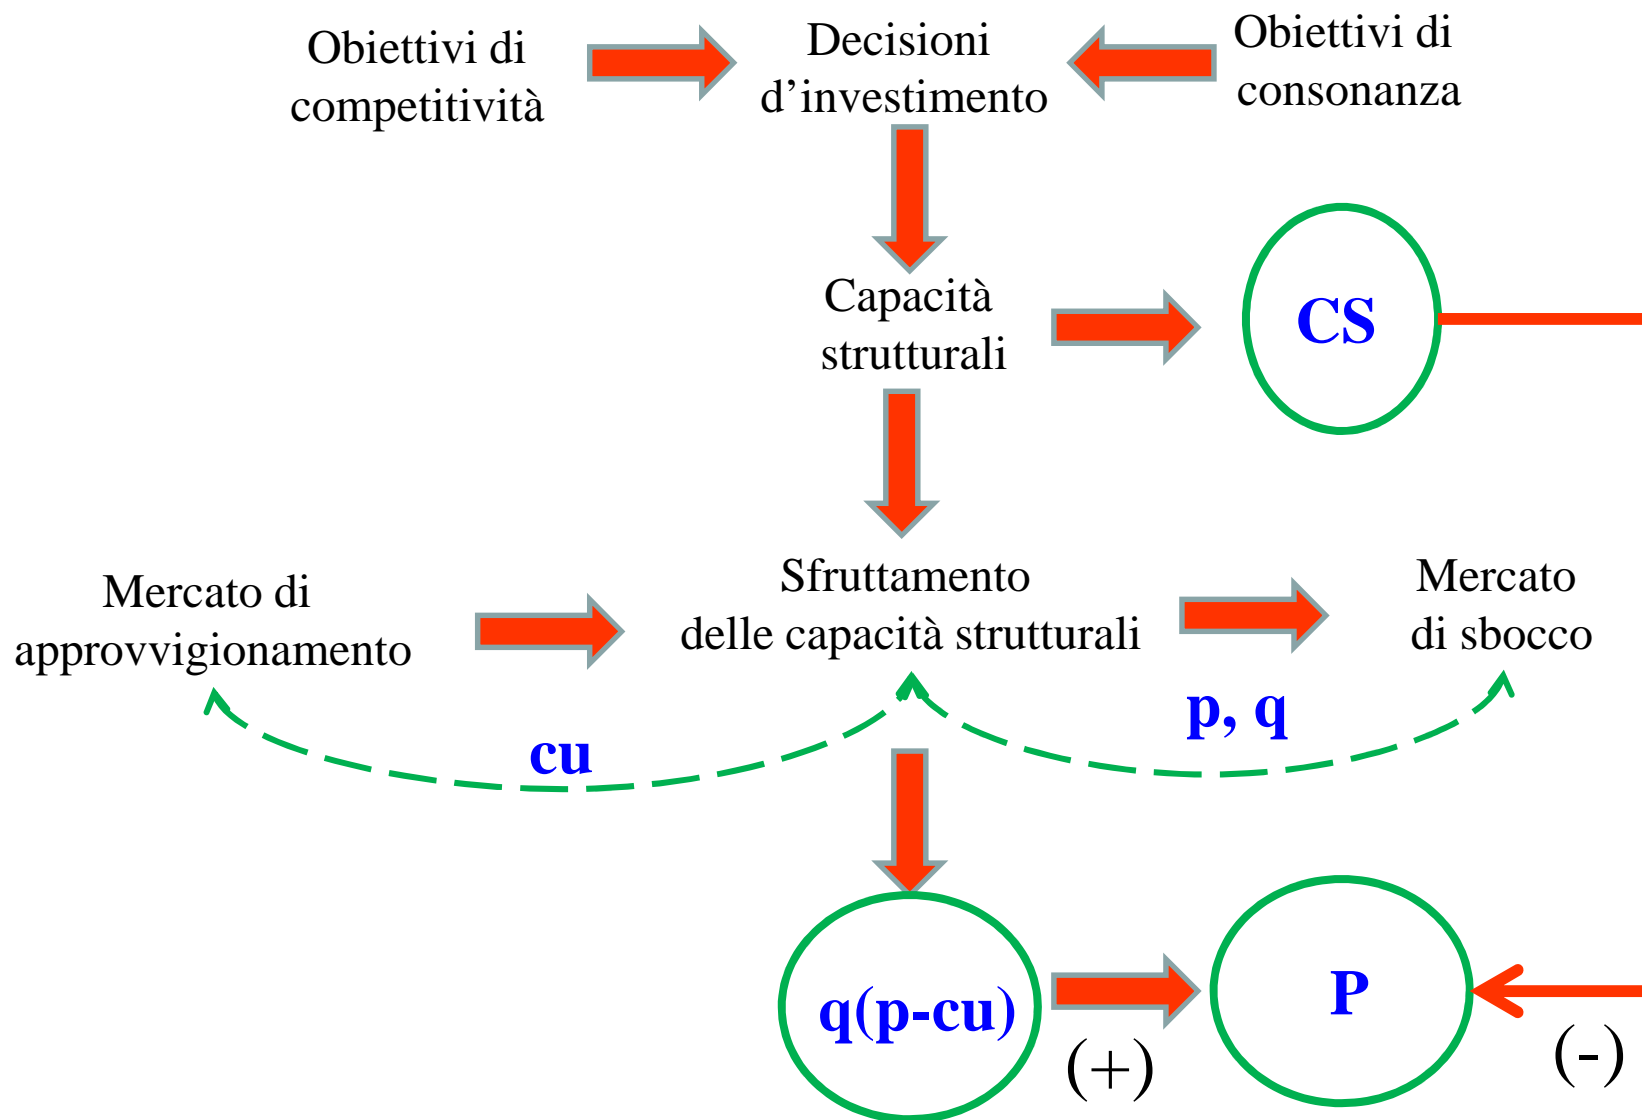 Obiettivi di
competitività
Decisioni
d’investimento
Obiettivi di
consonanza
Capacità
strutturali
CS
Mercato di
approvvigionamento
Sfruttamento
delle capacità strutturali
Mercato
di sbocco
cu
p, q
q(p-cu)
(+)
P
(-)